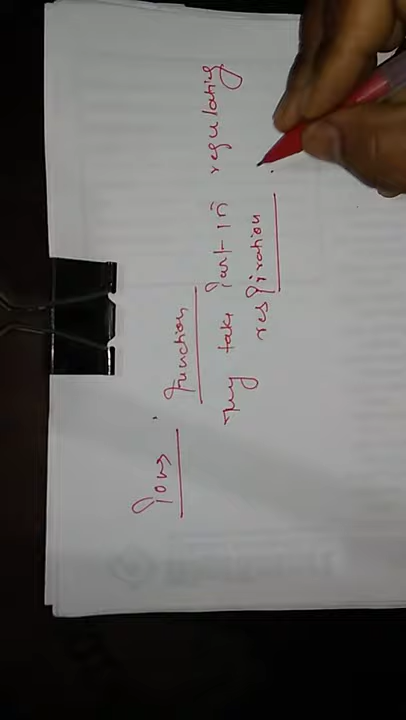 Pons
Function
They take Part in regulating
respiration.